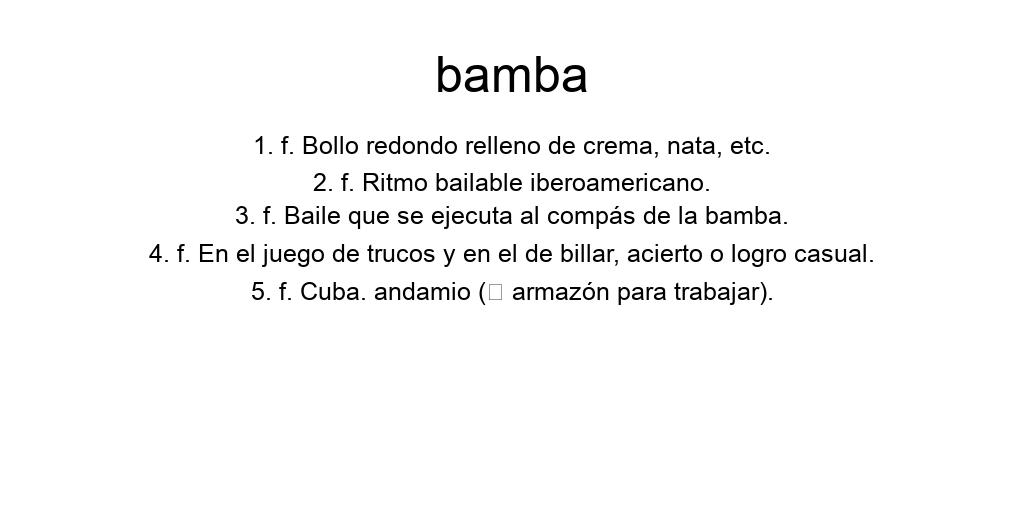 bamba
1. f. Bollo redondo relleno de crema, nata, etc.
2. f. Ritmo bailable iberoamericano.
3. f. Baile que se ejecuta al compás de la bamba.
4. f. En el juego de trucos y en el de billar, acierto o logro casual.
5. f. Cuba. andamio (□ armazón para trabajar).